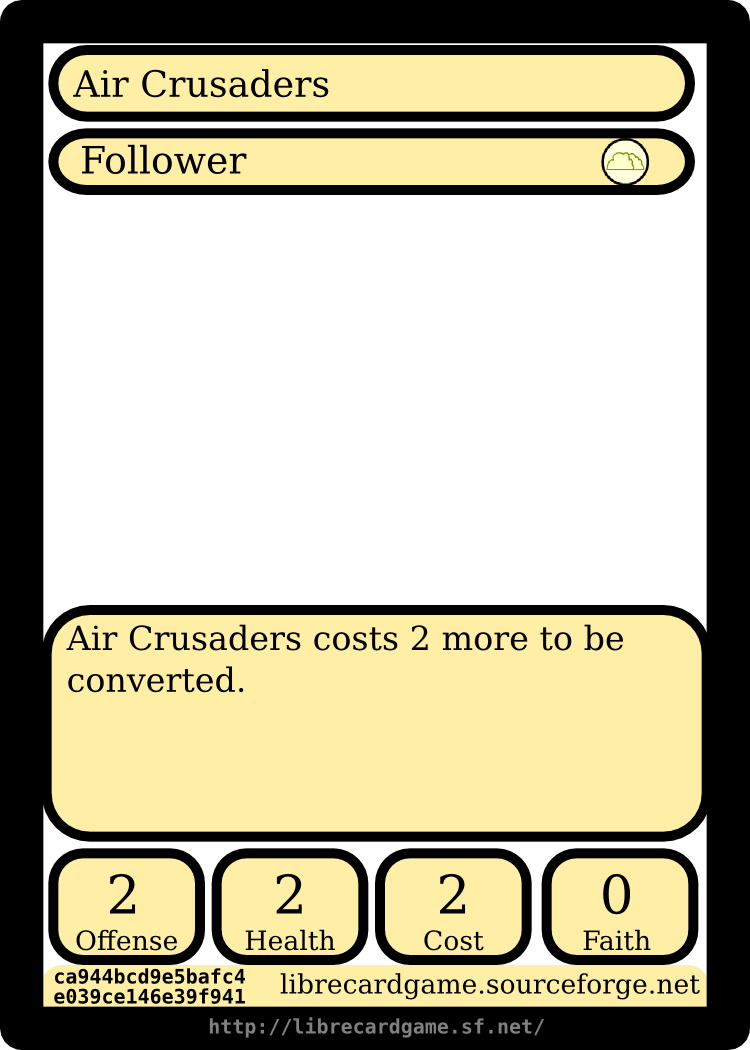 Air Crusaders
Follower
Air Crusaders costs 2 more to be
converted.
2 2 2 0
Offense Health Cost Faith
ca944bcd9e5bafc4
e039ce146e39f941
librecardgame.sourceforge.net
http://librecardgame.sf.net/